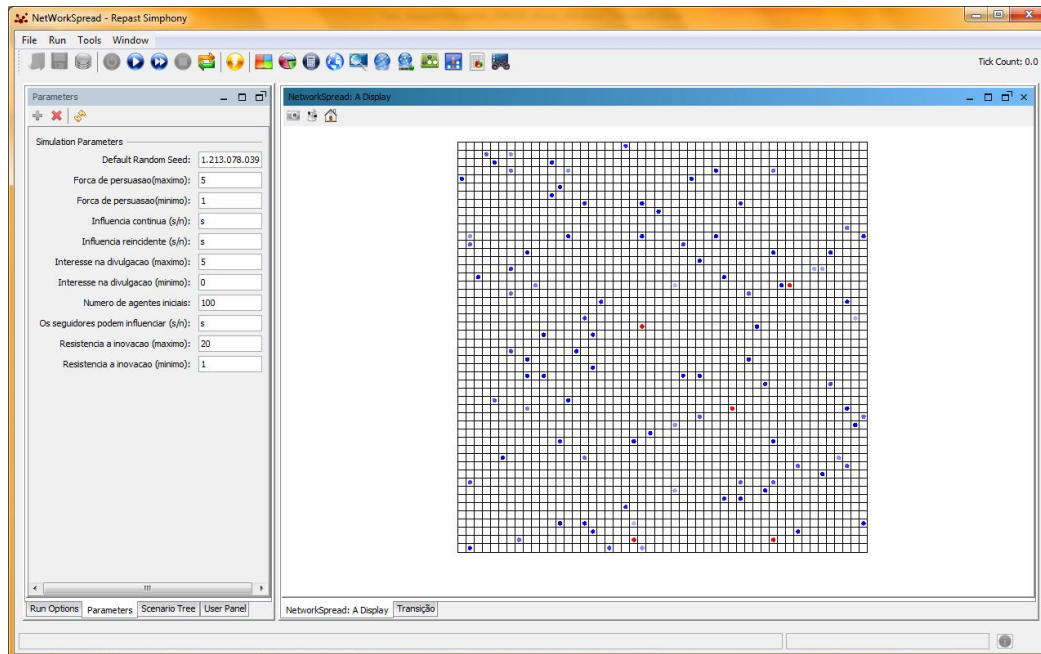 NetWorkSpread - Repast Simphony
File Run Tools Window
Tick Count: 0.0
Parameters
Simulation Parameters
Default Random Seed: 1.213.078.039
Forca de persuasao(maximo): 5
Forca de persuasao(minimo): 1
Influencia continua (s/n): s
Influencia reincidente (s/n): s
Interesse na divulgacao (maximo): 5
Interesse na divulgacao (minimo): 0
Numero de agentes iniciais: 100
Os seguidores podem influenciar (s/n): s
Resistencia a inovacao (maximo): 20
Resistencia a inovacao (minimo): 1
Run Options Parameters Scenario Tree User Panel
NetworkSpread: A Display
NetworkSpread: A Display Transição